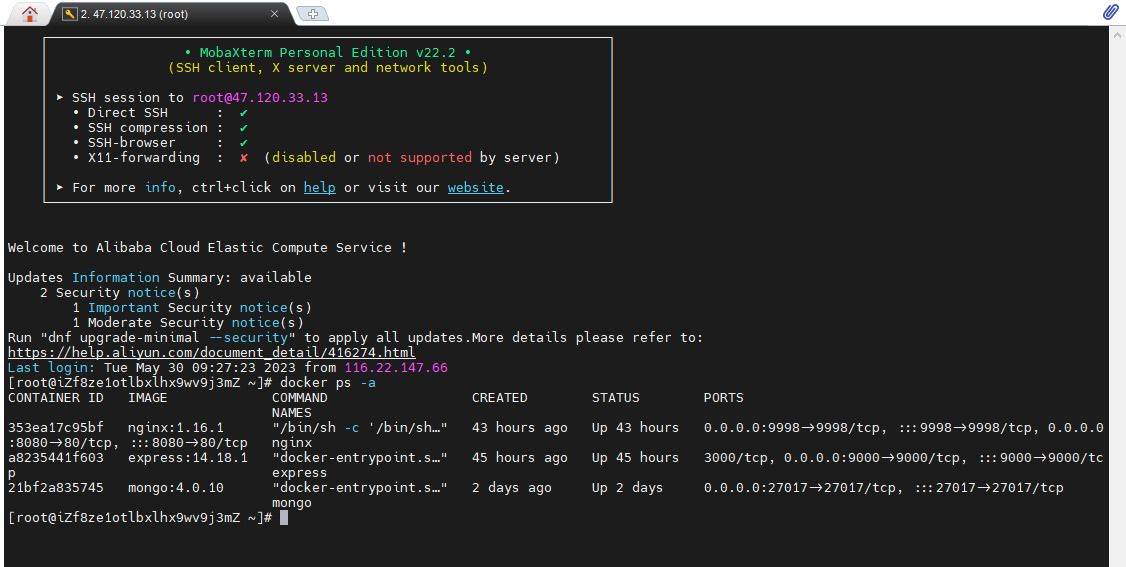 2. 47.120.33.13 (root)
• MobaXterm Personal Edition v22.2 •
(SSH client, X server and network tools)
➤ SSH session to root@47.120.33.13
• Direct SSH : ✔
• SSH compression : ✔
• SSH-browser : ✔
• X11-forwarding : ✘ (disabled or not supported by server)
➤ For more info, ctrl+click on help or visit our website.
Welcome to Alibaba Cloud Elastic Compute Service !
Updates Information Summary: available
2 Security notice(s)
1 Important Security notice(s)
1 Moderate Security notice(s)
Run "dnf upgrade-minimal --security" to apply all updates.More details please refer to:
https://help.aliyun.com/document_detail/416274.html
Last login: Tue May 30 09:27:23 2023 from 116.22.147.66
[root@iZf8ze1otlbxlhx9wv9j3mZ ~]# docker ps -a
CONTAINER ID IMAGE COMMAND CREATED STATUS PORTS
NAMES
353ea17c95bf nginx:1.16.1 "/bin/sh -c '/bin/sh…" 43 hours ago Up 43 hours 0.0.0.0:9998->9998/tcp, :::9998->9998/tcp, 0.0.0.0
:8080->80/tcp, :::8080->80/tcp nginx
a8235441f603 express:14.18.1 "docker-entrypoint.s…" 45 hours ago Up 45 hours 3000/tcp, 0.0.0.0:9000->9000/tcp, :::9000->9000/tc
p express
21bf2a835745 mongo:4.0.10 "docker-entrypoint.s…" 2 days ago Up 2 days 0.0.0.0:27017->27017/tcp, :::27017->27017/tcp
mongo
[root@iZf8ze1otlbxlhx9wv9j3mZ ~]#